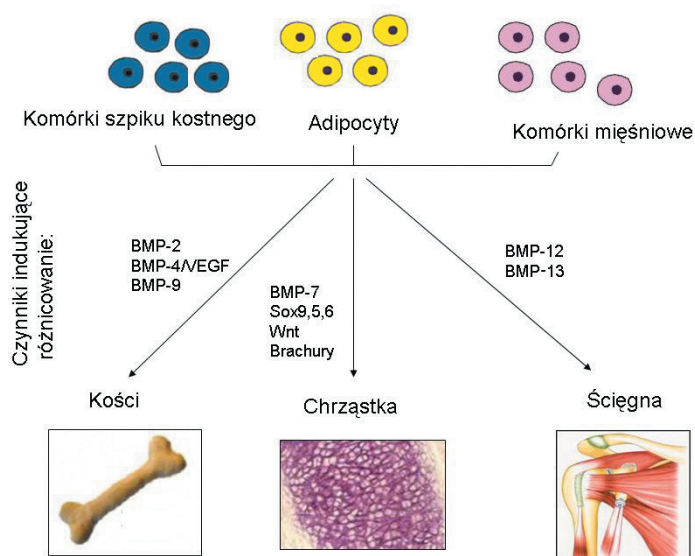 Komórki szpiku kostnego
Adipocyty
Komórki mięśniowe
Czynniki indukujące
różnicowanie:
BMP-2
BMP-4/VEGF
BMP-9
BMP-7
Sox9,5,6
Wnt
Brachury
BMP-12
BMP-13
Kości
Chrząstka
Ścięgna